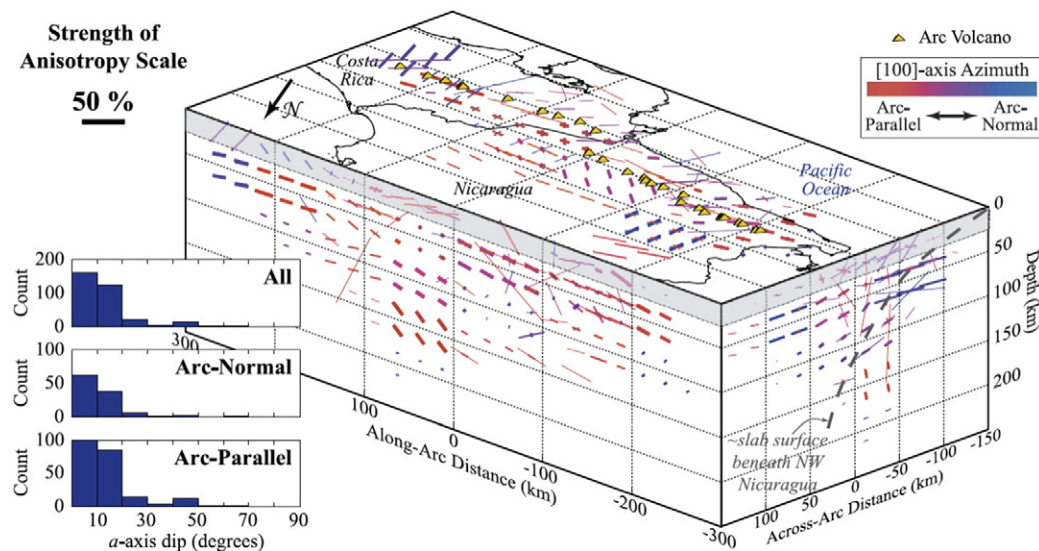 Strength of
Anisotropy Scale
50 %
N
Costa
Rica
Nicaragua
Pacific
Ocean
Arc Volcano
[100]-axis Azimuth
Arc-
Parallel
Arc-
Normal
0
50
100
150
200
Depth (km)
~slab surface
beneath NW
Nicaragua
100
50
0
-50
-100
-150
Across-Arc Distance (km)
300
100
0
-100
-200
-300
Along-Arc Distance (km)
All
Count
200
100
0
Arc-Normal
Count
100
50
0
Arc-Parallel
Count
100
50
0
10 30 50 70 90
a-axis dip (degrees)